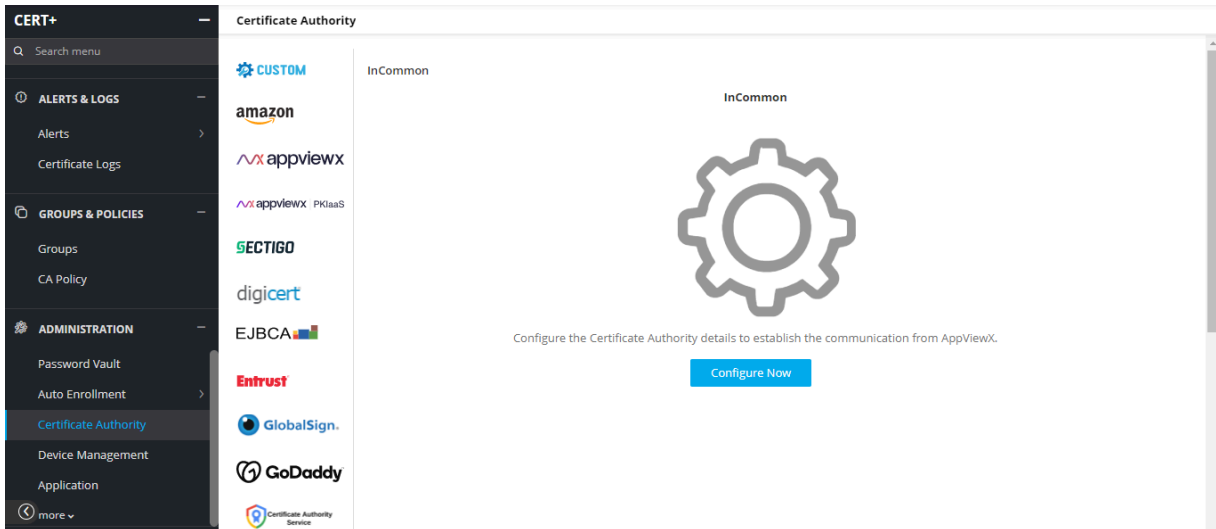 CERT+
Search menu
ALERTS & LOGS
Alerts
Certificate Logs
GROUPS & POLICIES
Groups
CA Policy
ADMINISTRATION
Password Vault
Auto Enrollment
Certificate Authority
Device Management
Application
more
Certificate Authority
CUSTOM
amazon
appviewx
appviewx PKIaaS
SECTIGO
digicert
EJBCA
Entrust
GlobalSign.
GoDaddy
Certificate Authority
Service
InCommon
InCommon
Configure the Certificate Authority details to establish the communication from AppViewX.
Configure Now